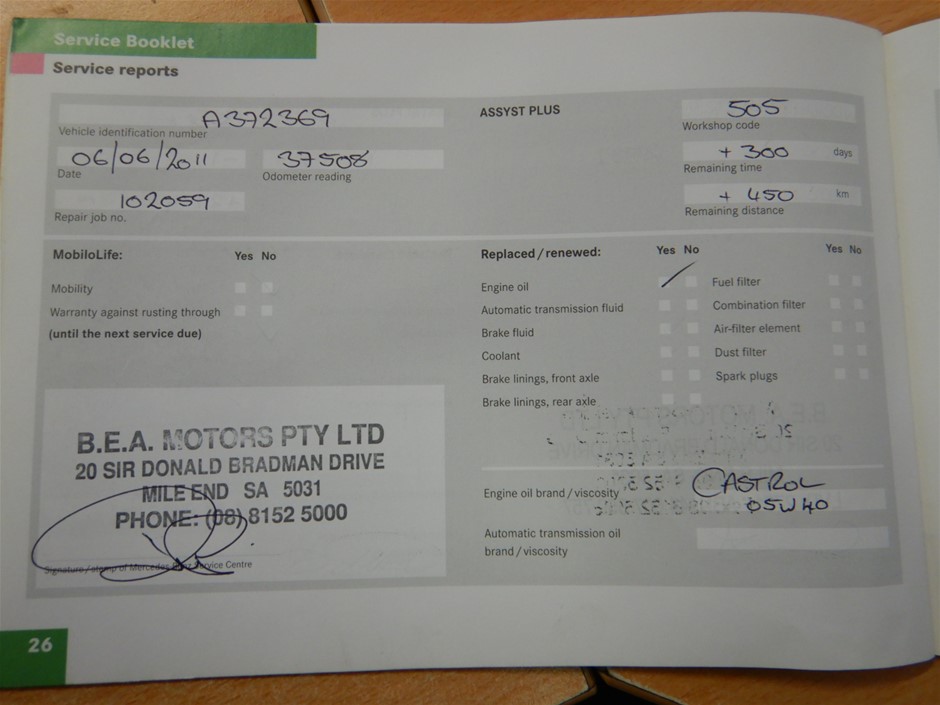 Service Booklet
Service reports
A372369
Vehicle identification number
06/06/2011
Date
37508
Odometer reading
102059
Repair job no.
ASSYST PLUS
505
Workshop code
+ 300 days
Remaining time
+ 450 km
Remaining distance
MobiloLife: Yes No
Mobility
Warranty against rusting through
(until the next service due)
Replaced / renewed: Yes No
Engine oil
Automatic transmission fluid
Brake fluid
Coolant
Brake linings, front axle
Brake linings, rear axle
Yes No
Fuel filter
Combination filter
Air-filter element
Dust filter
Spark plugs
B.E.A. MOTORS PTY LTD
20 SIR DONALD BRADMAN DRIVE
MILE END SA 5031
PHONE: (08) 8152 5000
Signature / stamp of Mercedes-Benz Service Centre
Engine oil brand / viscosity
CASTROL
05W40
Automatic transmission oil
brand / viscosity
26